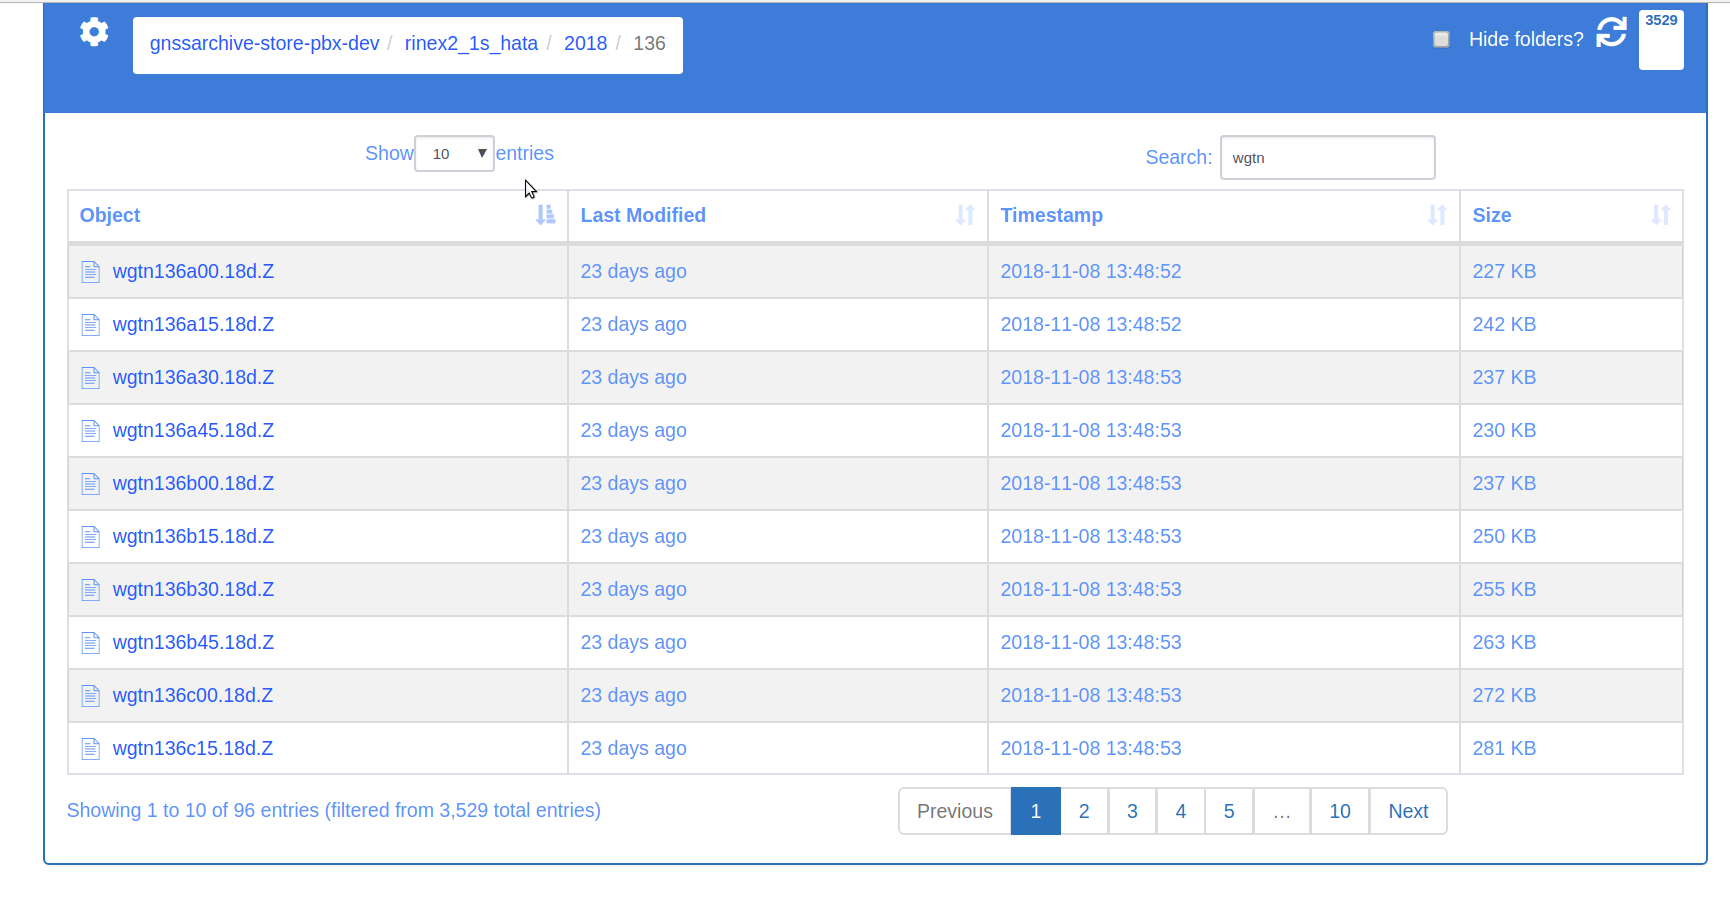 gnssarchive-store-pbx-dev / rinex2_1s_hata / 2018 / 136
Hide folders? 3529
Show 10 entries
Search: wgtn
Object Last Modified Timestamp Size
wgtn136a00.18d.Z 23 days ago 2018-11-08 13:48:52 227 KB
wgtn136a15.18d.Z 23 days ago 2018-11-08 13:48:52 242 KB
wgtn136a30.18d.Z 23 days ago 2018-11-08 13:48:53 237 KB
wgtn136a45.18d.Z 23 days ago 2018-11-08 13:48:53 230 KB
wgtn136b00.18d.Z 23 days ago 2018-11-08 13:48:53 237 KB
wgtn136b15.18d.Z 23 days ago 2018-11-08 13:48:53 250 KB
wgtn136b30.18d.Z 23 days ago 2018-11-08 13:48:53 255 KB
wgtn136b45.18d.Z 23 days ago 2018-11-08 13:48:53 263 KB
wgtn136c00.18d.Z 23 days ago 2018-11-08 13:48:53 272 KB
wgtn136c15.18d.Z 23 days ago 2018-11-08 13:48:53 281 KB
Showing 1 to 10 of 96 entries (filtered from 3,529 total entries)
Previous 1 2 3 4 5 … 10 Next